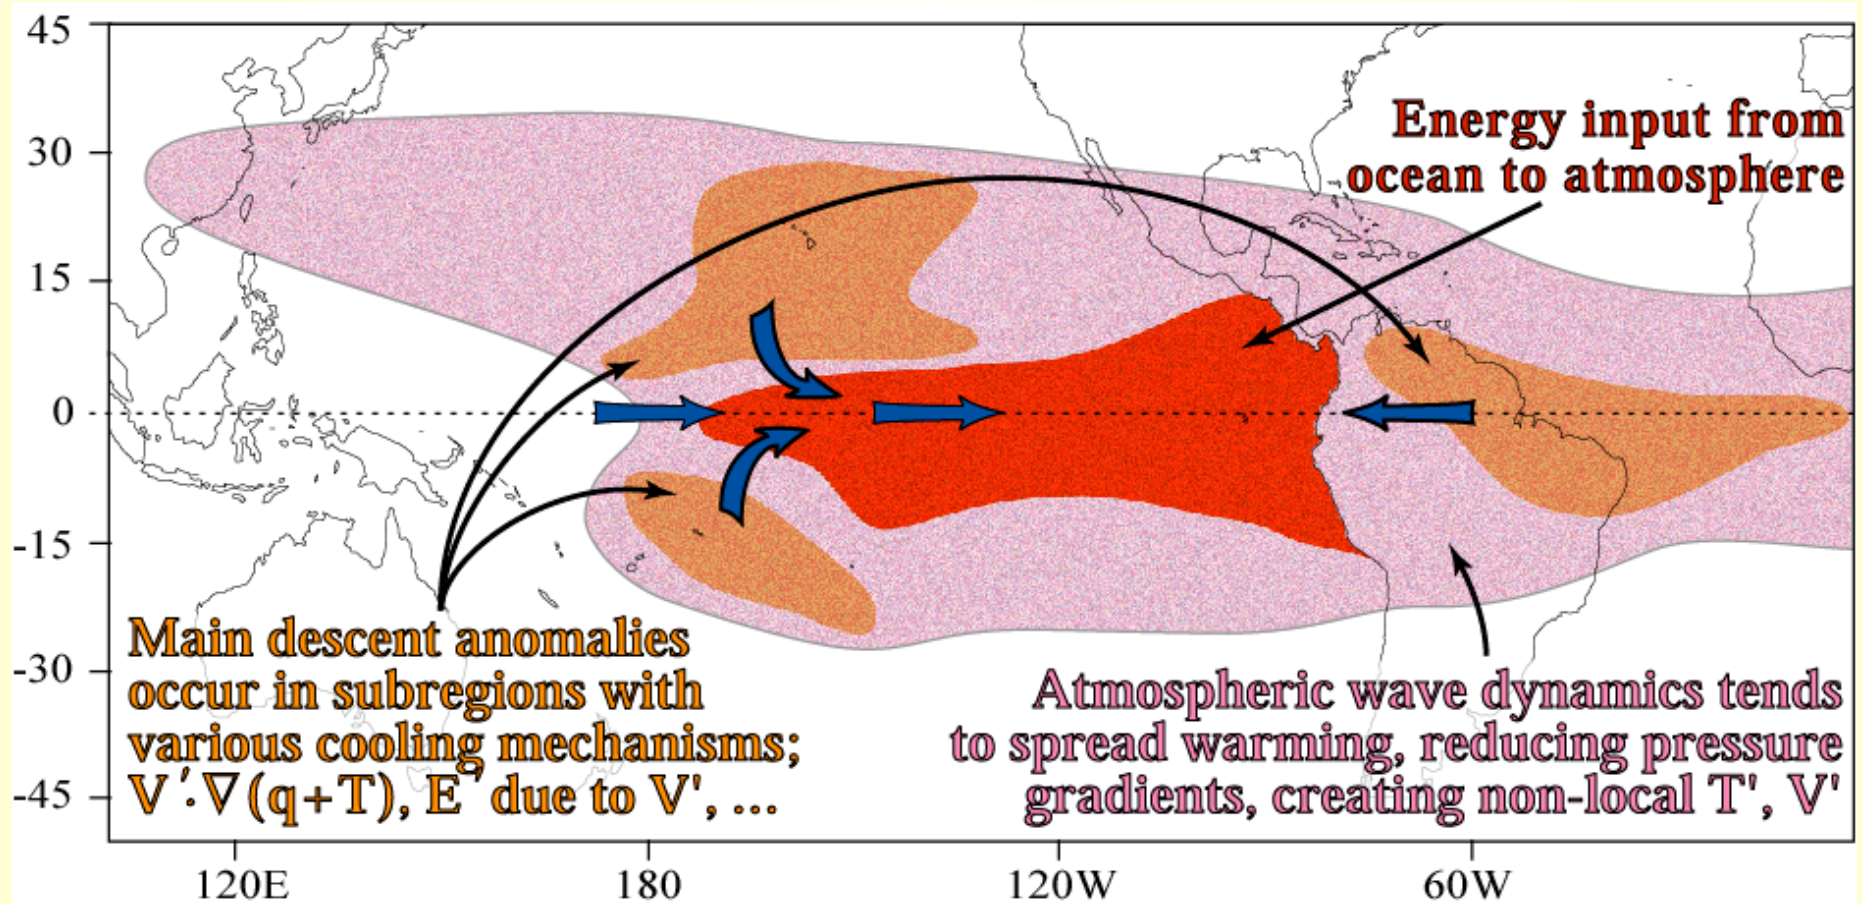 45
30
15
0
-15
-30
-45
120E
180
120W
60W
Energy input from
ocean to atmosphere
Main descent anomalies
occur in subregions with
various cooling mechanisms;
V′·∇(q+T), E′ due to V', ...
Atmospheric wave dynamics tends
to spread warming, reducing pressure
gradients, creating non-local T', V'